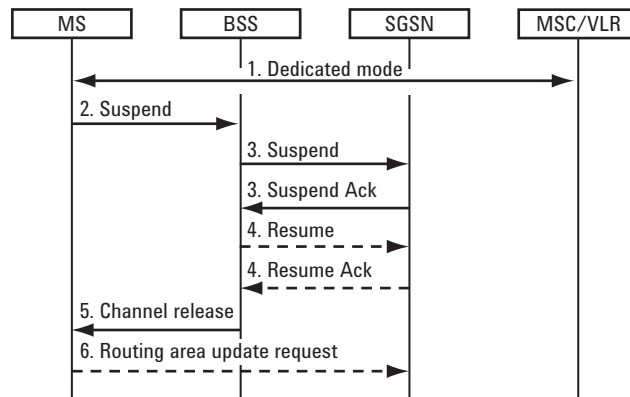 MS BSS SGSN MSC/VLR
1. Dedicated mode
2. Suspend
3. Suspend
3. Suspend Ack
4. Resume
4. Resume Ack
5. Channel release
6. Routing area update request